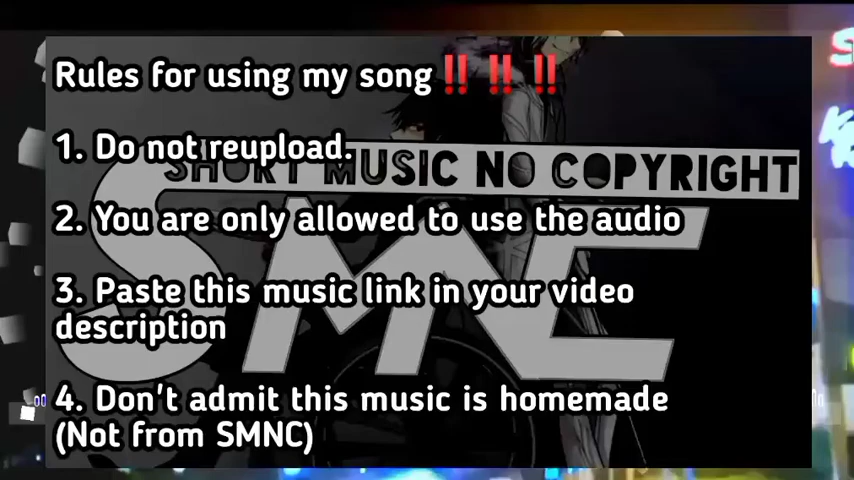 Rules for using my song‼️‼️‼️
1. Do not reupload.
SHORT MUSIC NO COPYRIGHT
2. You are only allowed to use the audio
SMNC
3. Paste this music link in your video
description
4. Don't admit this music is homemade
(Not from SMNC)